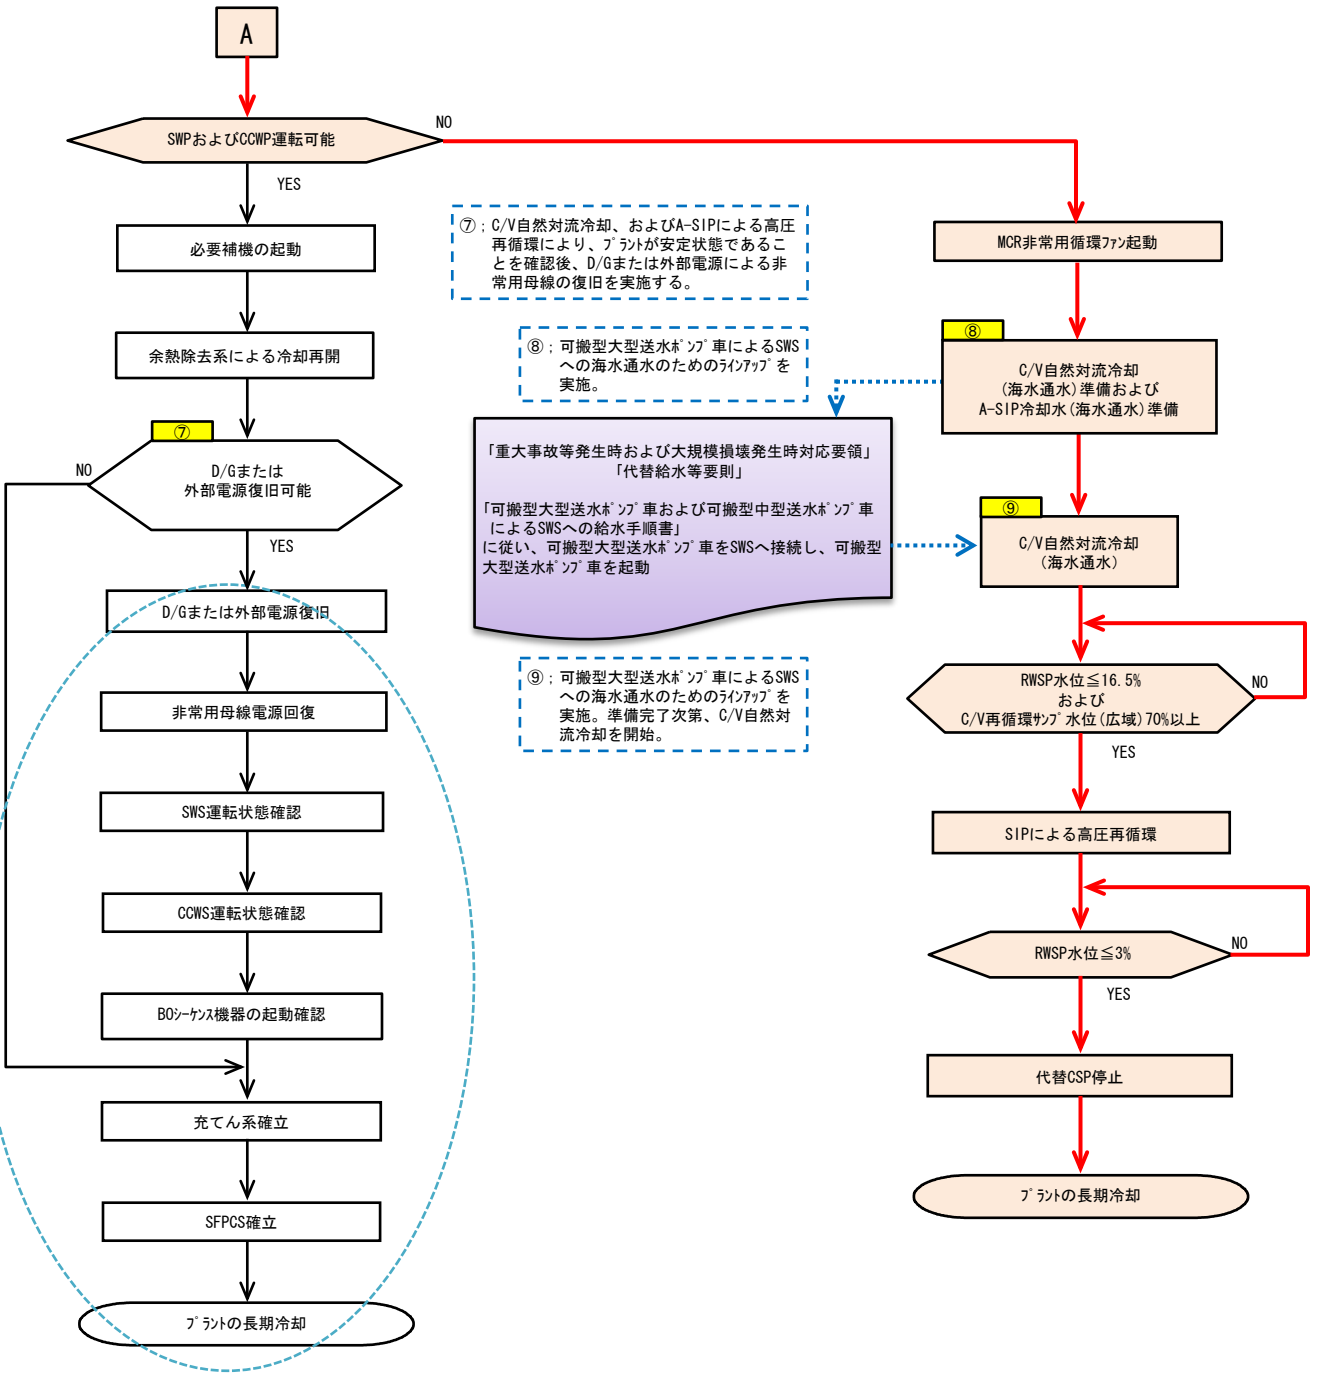 A
SWPおよびCCWP運転可能
NO
YES
必要補機の起動
余熱除去系による冷却再開
⑦
D/Gまたは
外部電源復旧可能
NO
YES
D/Gまたは外部電源復旧
非常用母線電源回復
SWS運転状態確認
CCWS運転状態確認
BOｼｰｹﾝｽ機器の起動確認
充てん系確立
SFPCS確立
ﾌﾟﾗﾝﾄの長期冷却
⑦；C/V自然対流冷却、およびA-SIPによる高圧
再循環により、ﾌﾟﾗﾝﾄが安定状態であるこ
とを確認後、D/Gまたは外部電源による非
常用母線の復旧を実施する。
⑧；可搬型大型送水ﾎﾟﾝﾌﾟ車によるSWS
への海水通水のためのﾗｲﾝｱｯﾌﾟを
実施。
「重大事故等発生時および大規模損壊発生時対応要領」
「代替給水等要則」
「可搬型大型送水ﾎﾟﾝﾌﾟ車および可搬型中型送水ﾎﾟﾝﾌﾟ車
によるSWSへの給水手順書」
に従い、可搬型大型送水ﾎﾟﾝﾌﾟ車をSWSへ接続し、可搬型
大型送水ﾎﾟﾝﾌﾟ車を起動
⑨；可搬型大型送水ﾎﾟﾝﾌﾟ車によるSWS
への海水通水のためのﾗｲﾝｱｯﾌﾟを
実施。準備完了次第、C/V自然対
流冷却を開始。
MCR非常用循環ﾌｧﾝ起動
⑧
C/V自然対流冷却
(海水通水)準備および
A-SIP冷却水(海水通水)準備
⑨
C/V自然対流冷却
(海水通水)
RWSP水位≦16.5%
および
C/V再循環ｻﾝﾌﾟ水位(広域)70%以上
NO
YES
SIPによる高圧再循環
RWSP水位≦3%
NO
YES
代替CSP停止
ﾌﾟﾗﾝﾄの長期冷却